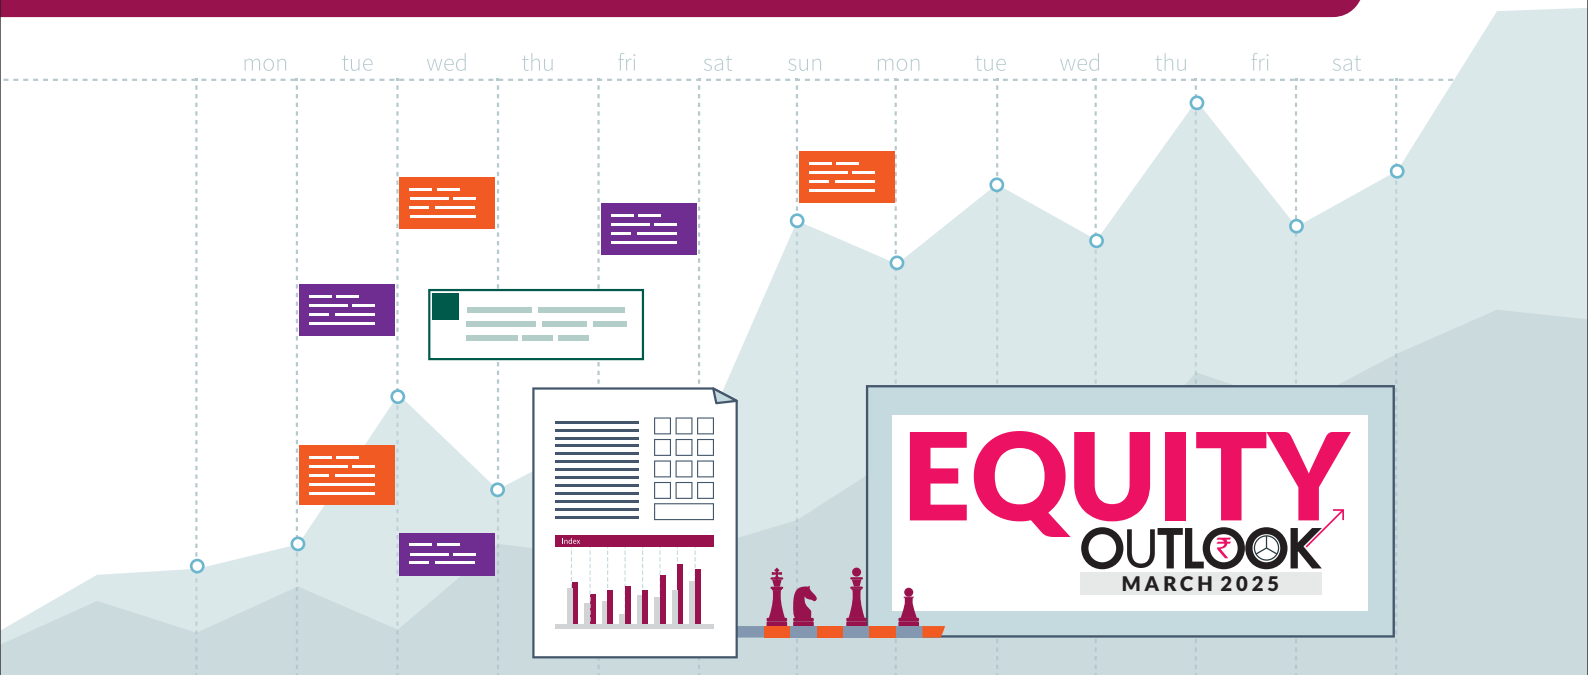 mon tue wed thu fri sat sun mon tue wed thu fri sat
Index
EQUITY
OUTLOOK
MARCH 2025